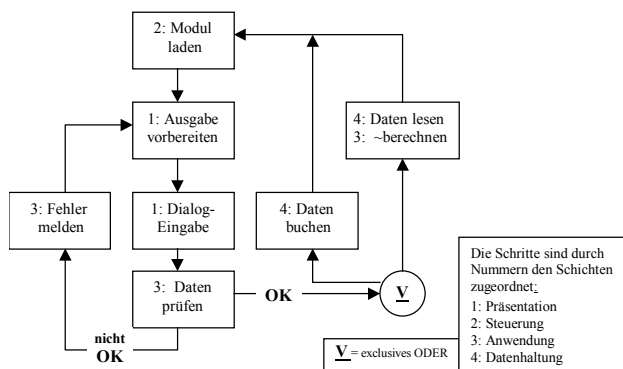 2: Modul
laden
1: Ausgabe
vorbereiten
4: Daten lesen
3: ~berechnen
3: Fehler
melden
1: Dialog-
Eingabe
4: Daten
buchen
3: Daten
prüfen
OK
V
nicht
OK
V = exclusives ODER
Die Schritte sind durch
Nummern den Schichten
zugeordnet:
1: Präsentation
2: Steuerung
3: Anwendung
4: Datenhaltung